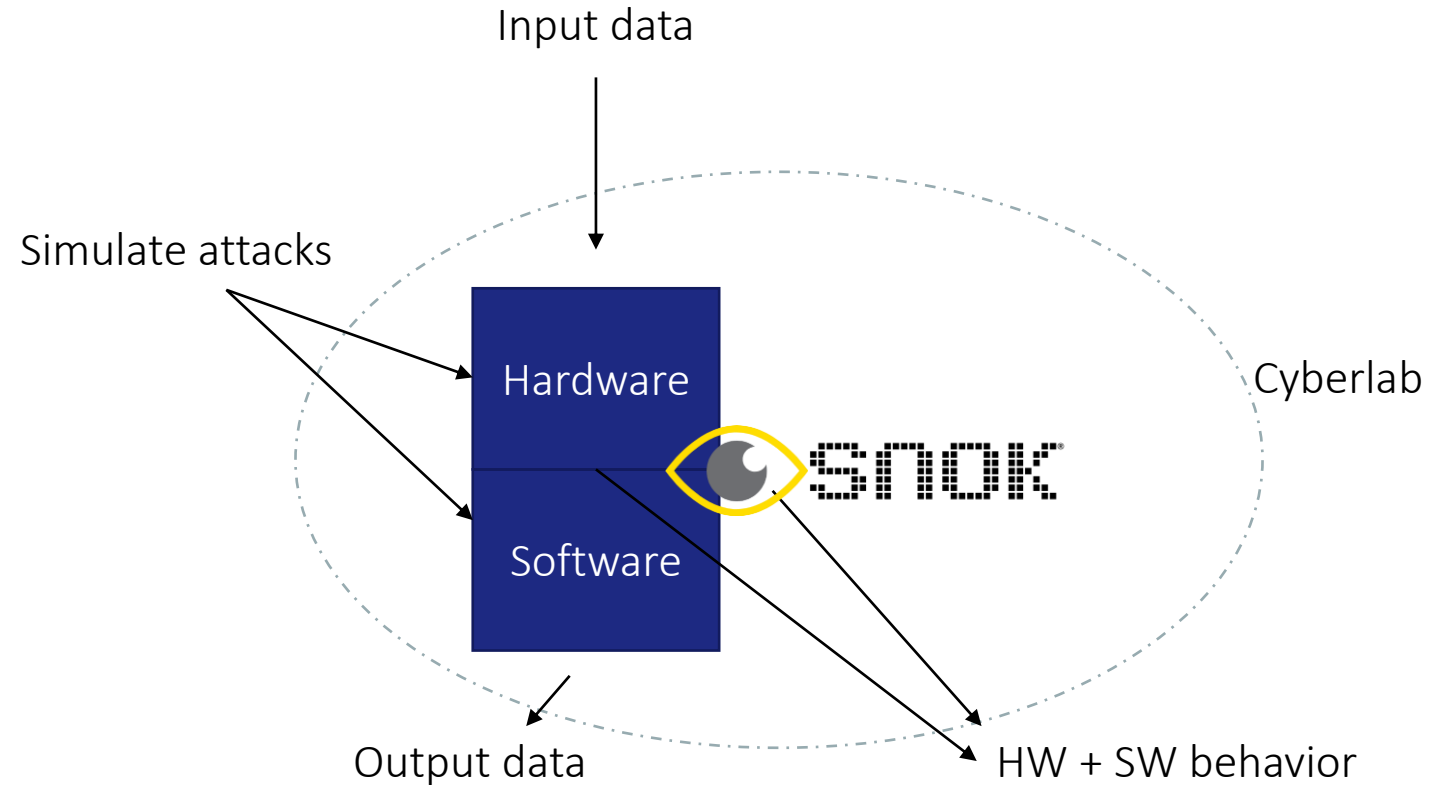 Input data
Simulate attacks
Hardware
Cyberlab
snok®
Software
Output data
HW + SW behavior